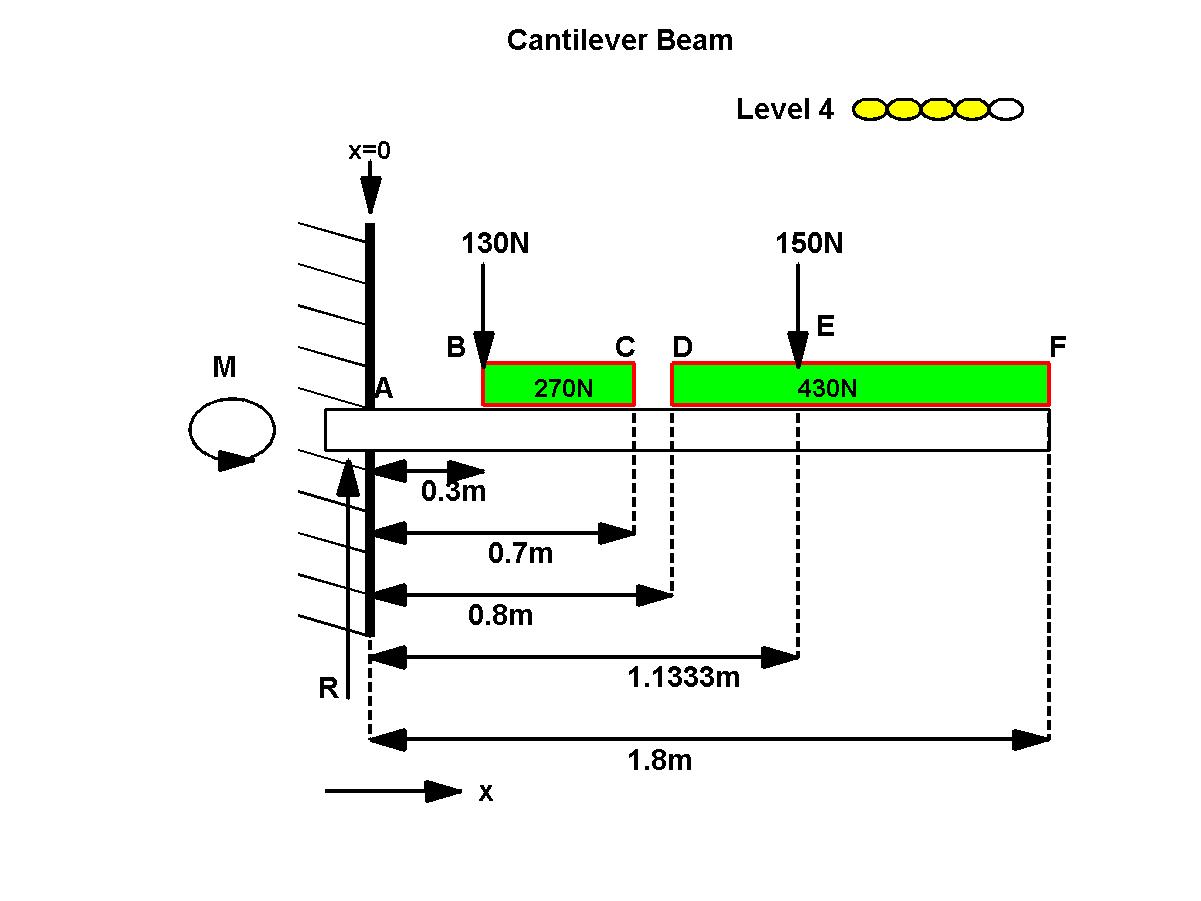 Cantilever Beam
Level 4
x=0
130N
150N
E
B
C
D
F
M
A
270N
430N
0.3m
0.7m
0.8m
1.1333m
R
1.8m
x